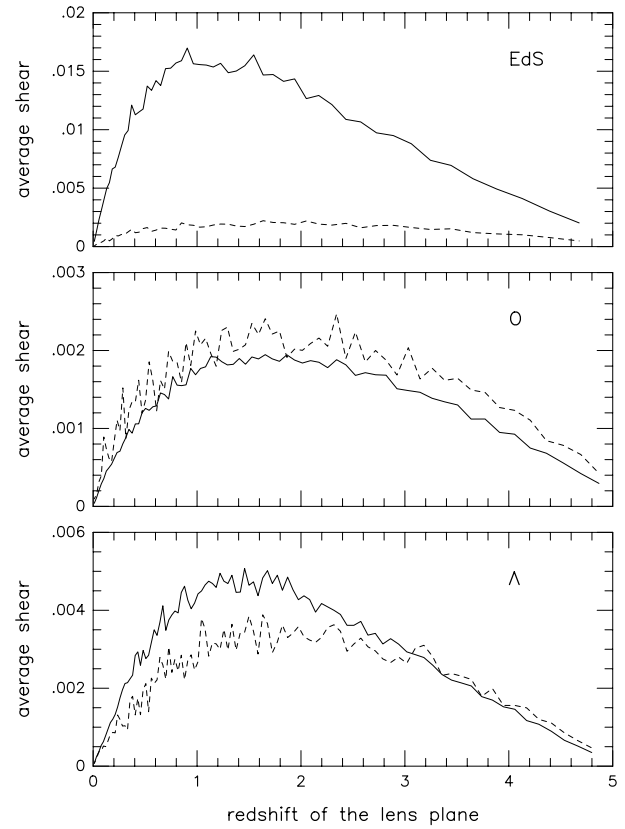 .02
.015
.01
.005
0
average shear
EdS
.003
.002
.001
0
average shear
O
.006
.004
.002
0
average shear
Λ
0 1 2 3 4 5
redshift of the lens plane